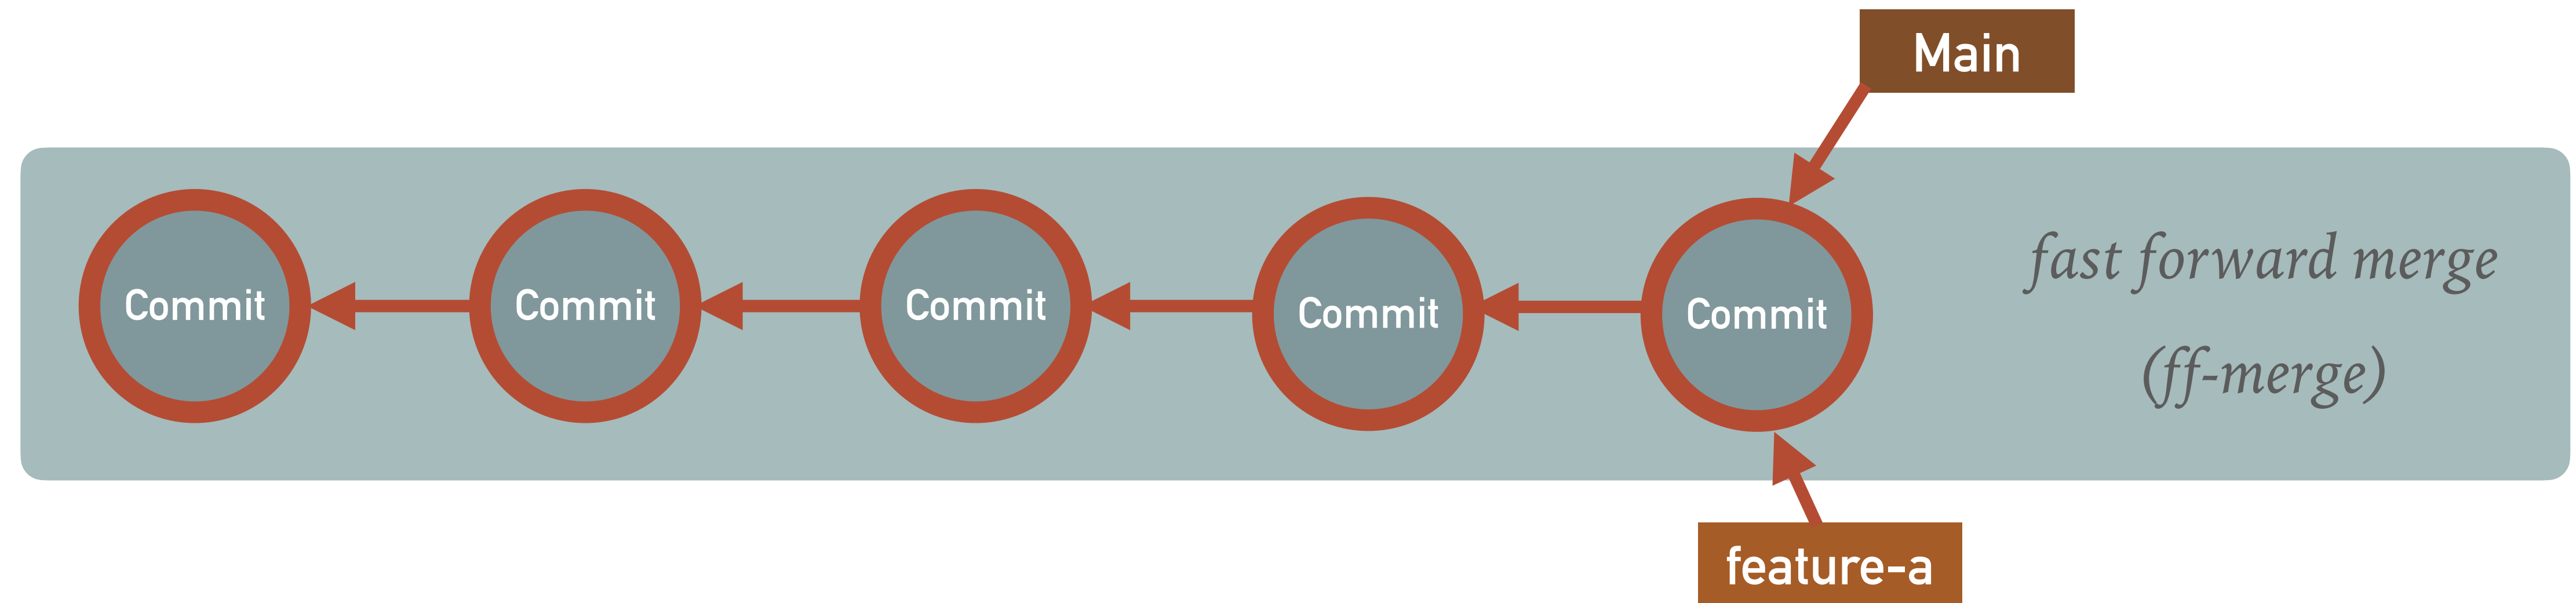 Main
Commit
Commit
Commit
Commit
Commit
fast forward merge
(ff-merge)
feature-a